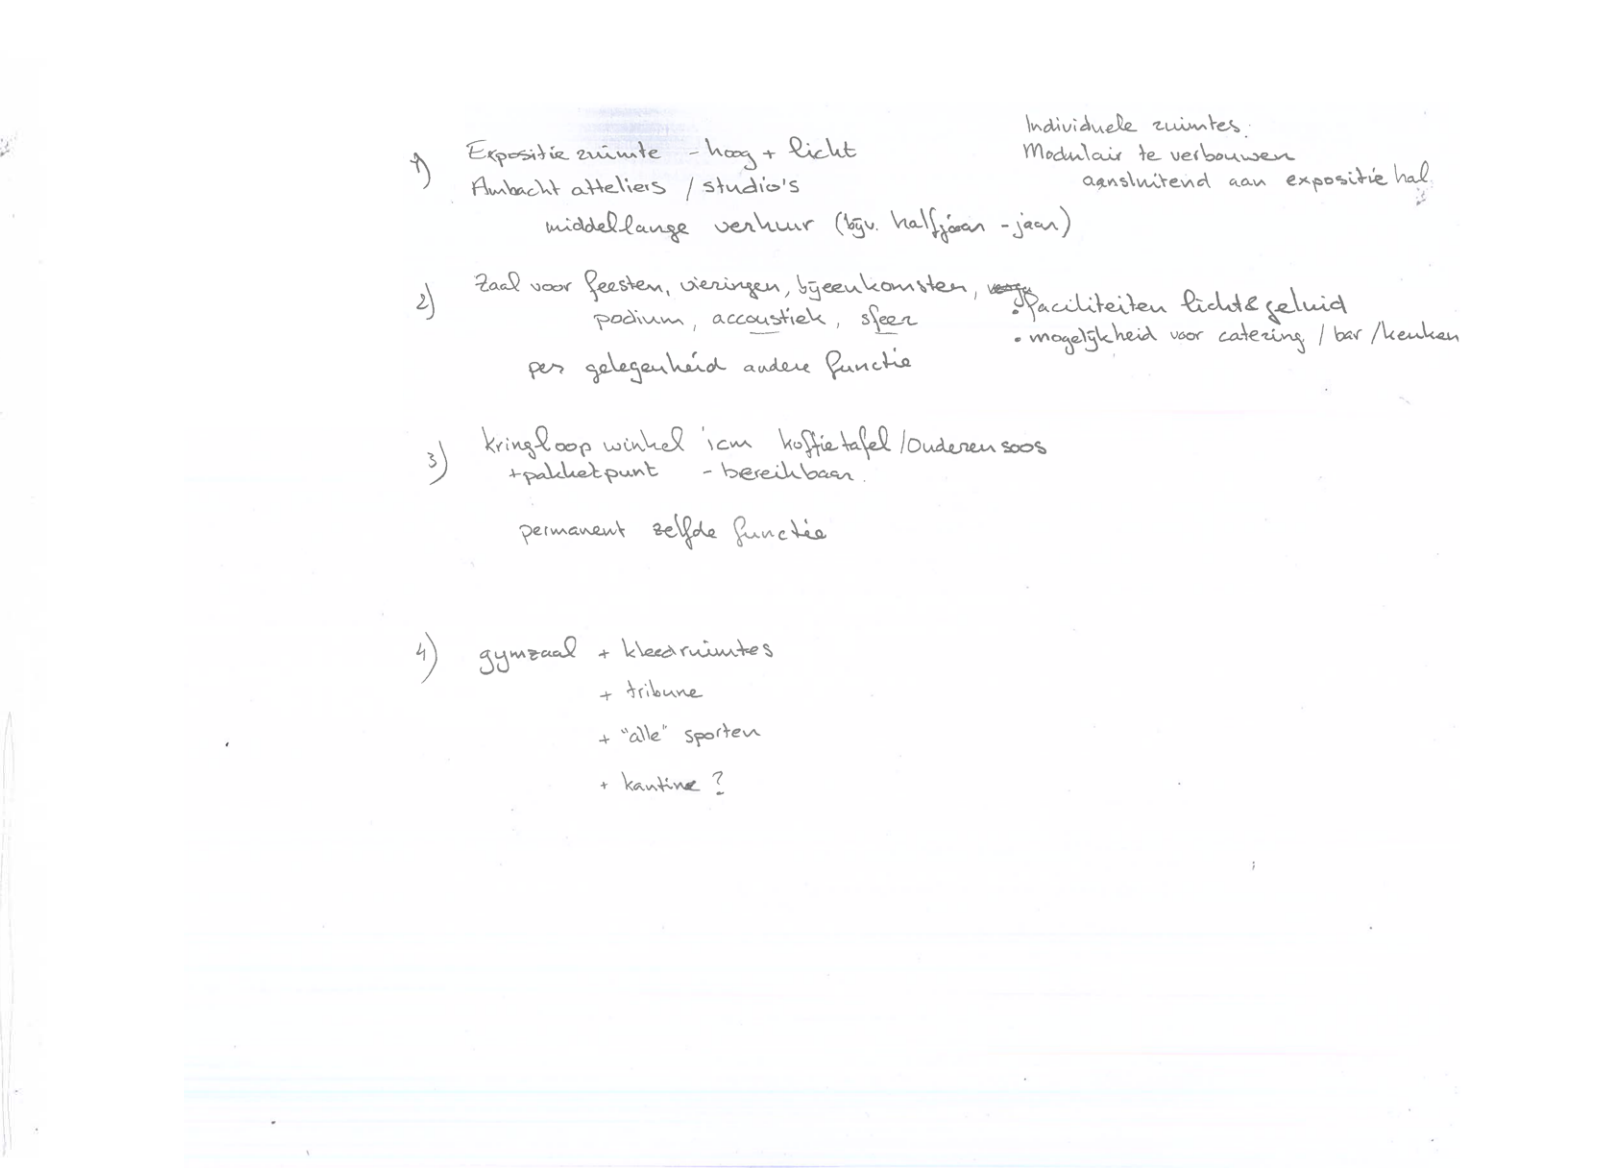 1) Expositie ruimte - hoog + licht
Ambacht atteliers / studio's
middellange verhuur (bijv. halfjaar - jaar)
Individuele ruimtes.
Modulair te verbouwen
aansluitend aan expositie hal
2) Zaal voor feesten, vieringen, bijeenkomsten,
podium, accoustiek, sfeer
per gelegenheid andere functie
• faciliteiten licht & geluid
• mogelijkheid voor catering / bar / keuken
3) kringloop winkel icm koffietafel / Ouderen soos
+ pakketpunt - bereikbaar.
permanent zelfde functie
4) gymzaal + kleedruimtes
+ tribune
+ "alle" sporten
+ kantine ?